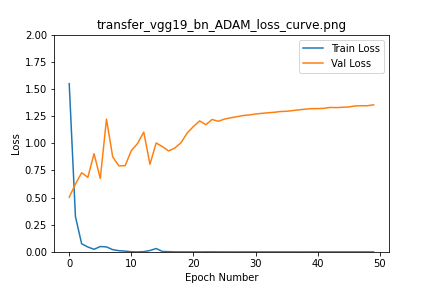 transfer_vgg19_bn_ADAM_loss_curve.png
2.00
1.75
1.50
1.25
1.00
0.75
0.50
0.25
0.00
Loss
Train Loss
Val Loss
0 10 20 30 40 50
Epoch Number